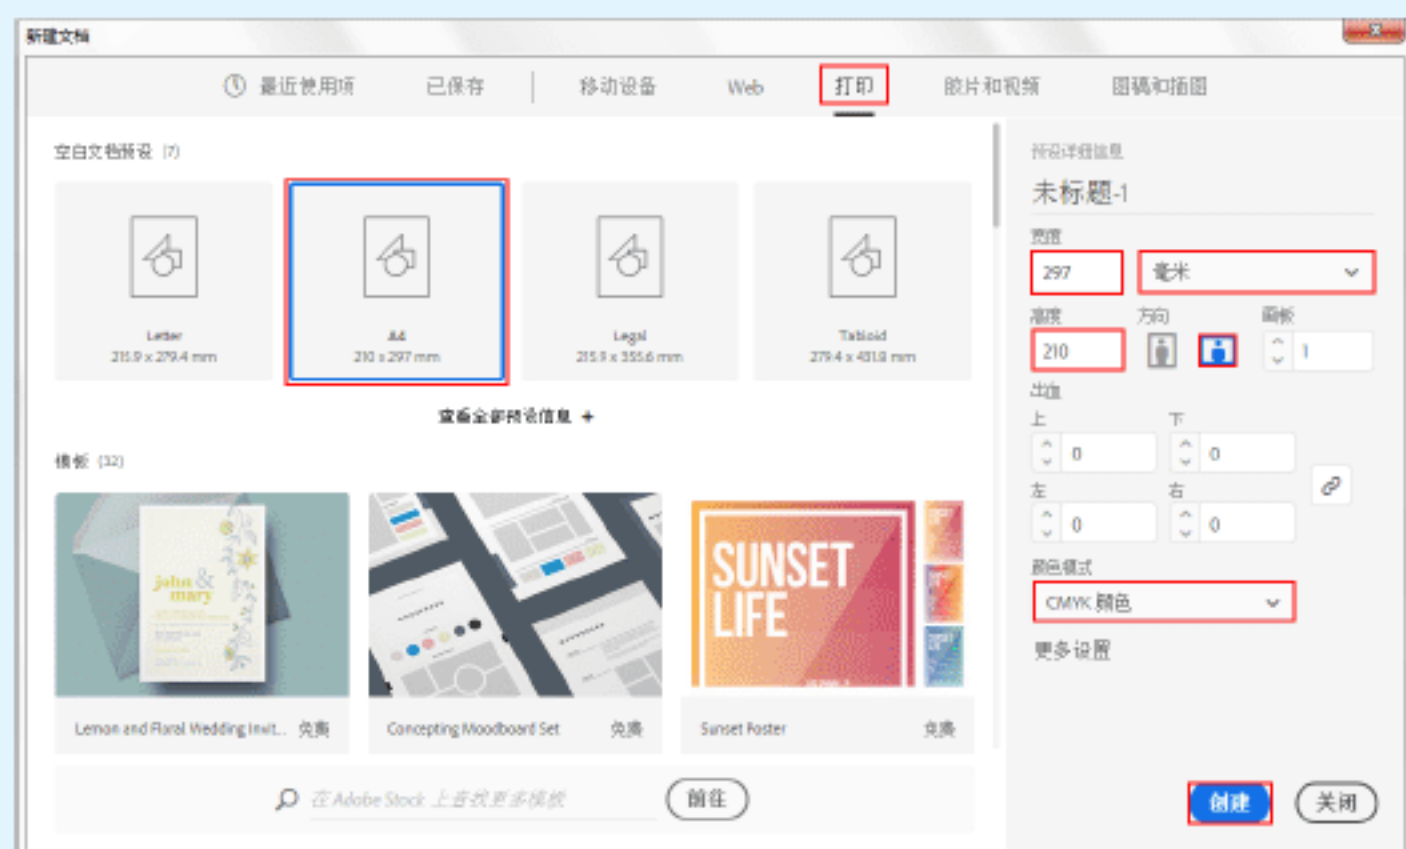 新建文档
最近使用项 已保存 移动设备 Web 打印 胶片和视频 图稿和插图
空白文档预设 (7)
Letter
215.9 x 279.4 mm
A4
210 x 297 mm
Legal
215.9 x 355.6 mm
Tabloid
279.4 x 431.8 mm
查看全部预设信息 +
模板 (32)
john &
mary
SUNSET
LIFE
Lemon and Floral Wedding Invit... 免费
Concepting Moodboard Set 免费
Sunset Poster 免费
在 Adobe Stock 上查找更多模板
前往
预设详细信息
未标题-1
宽度
297 毫米
高度 方向 画板
210 1
出血
上 下
0 0
左 右
0 0
颜色模式
CMYK 颜色
更多设置
创建 关闭